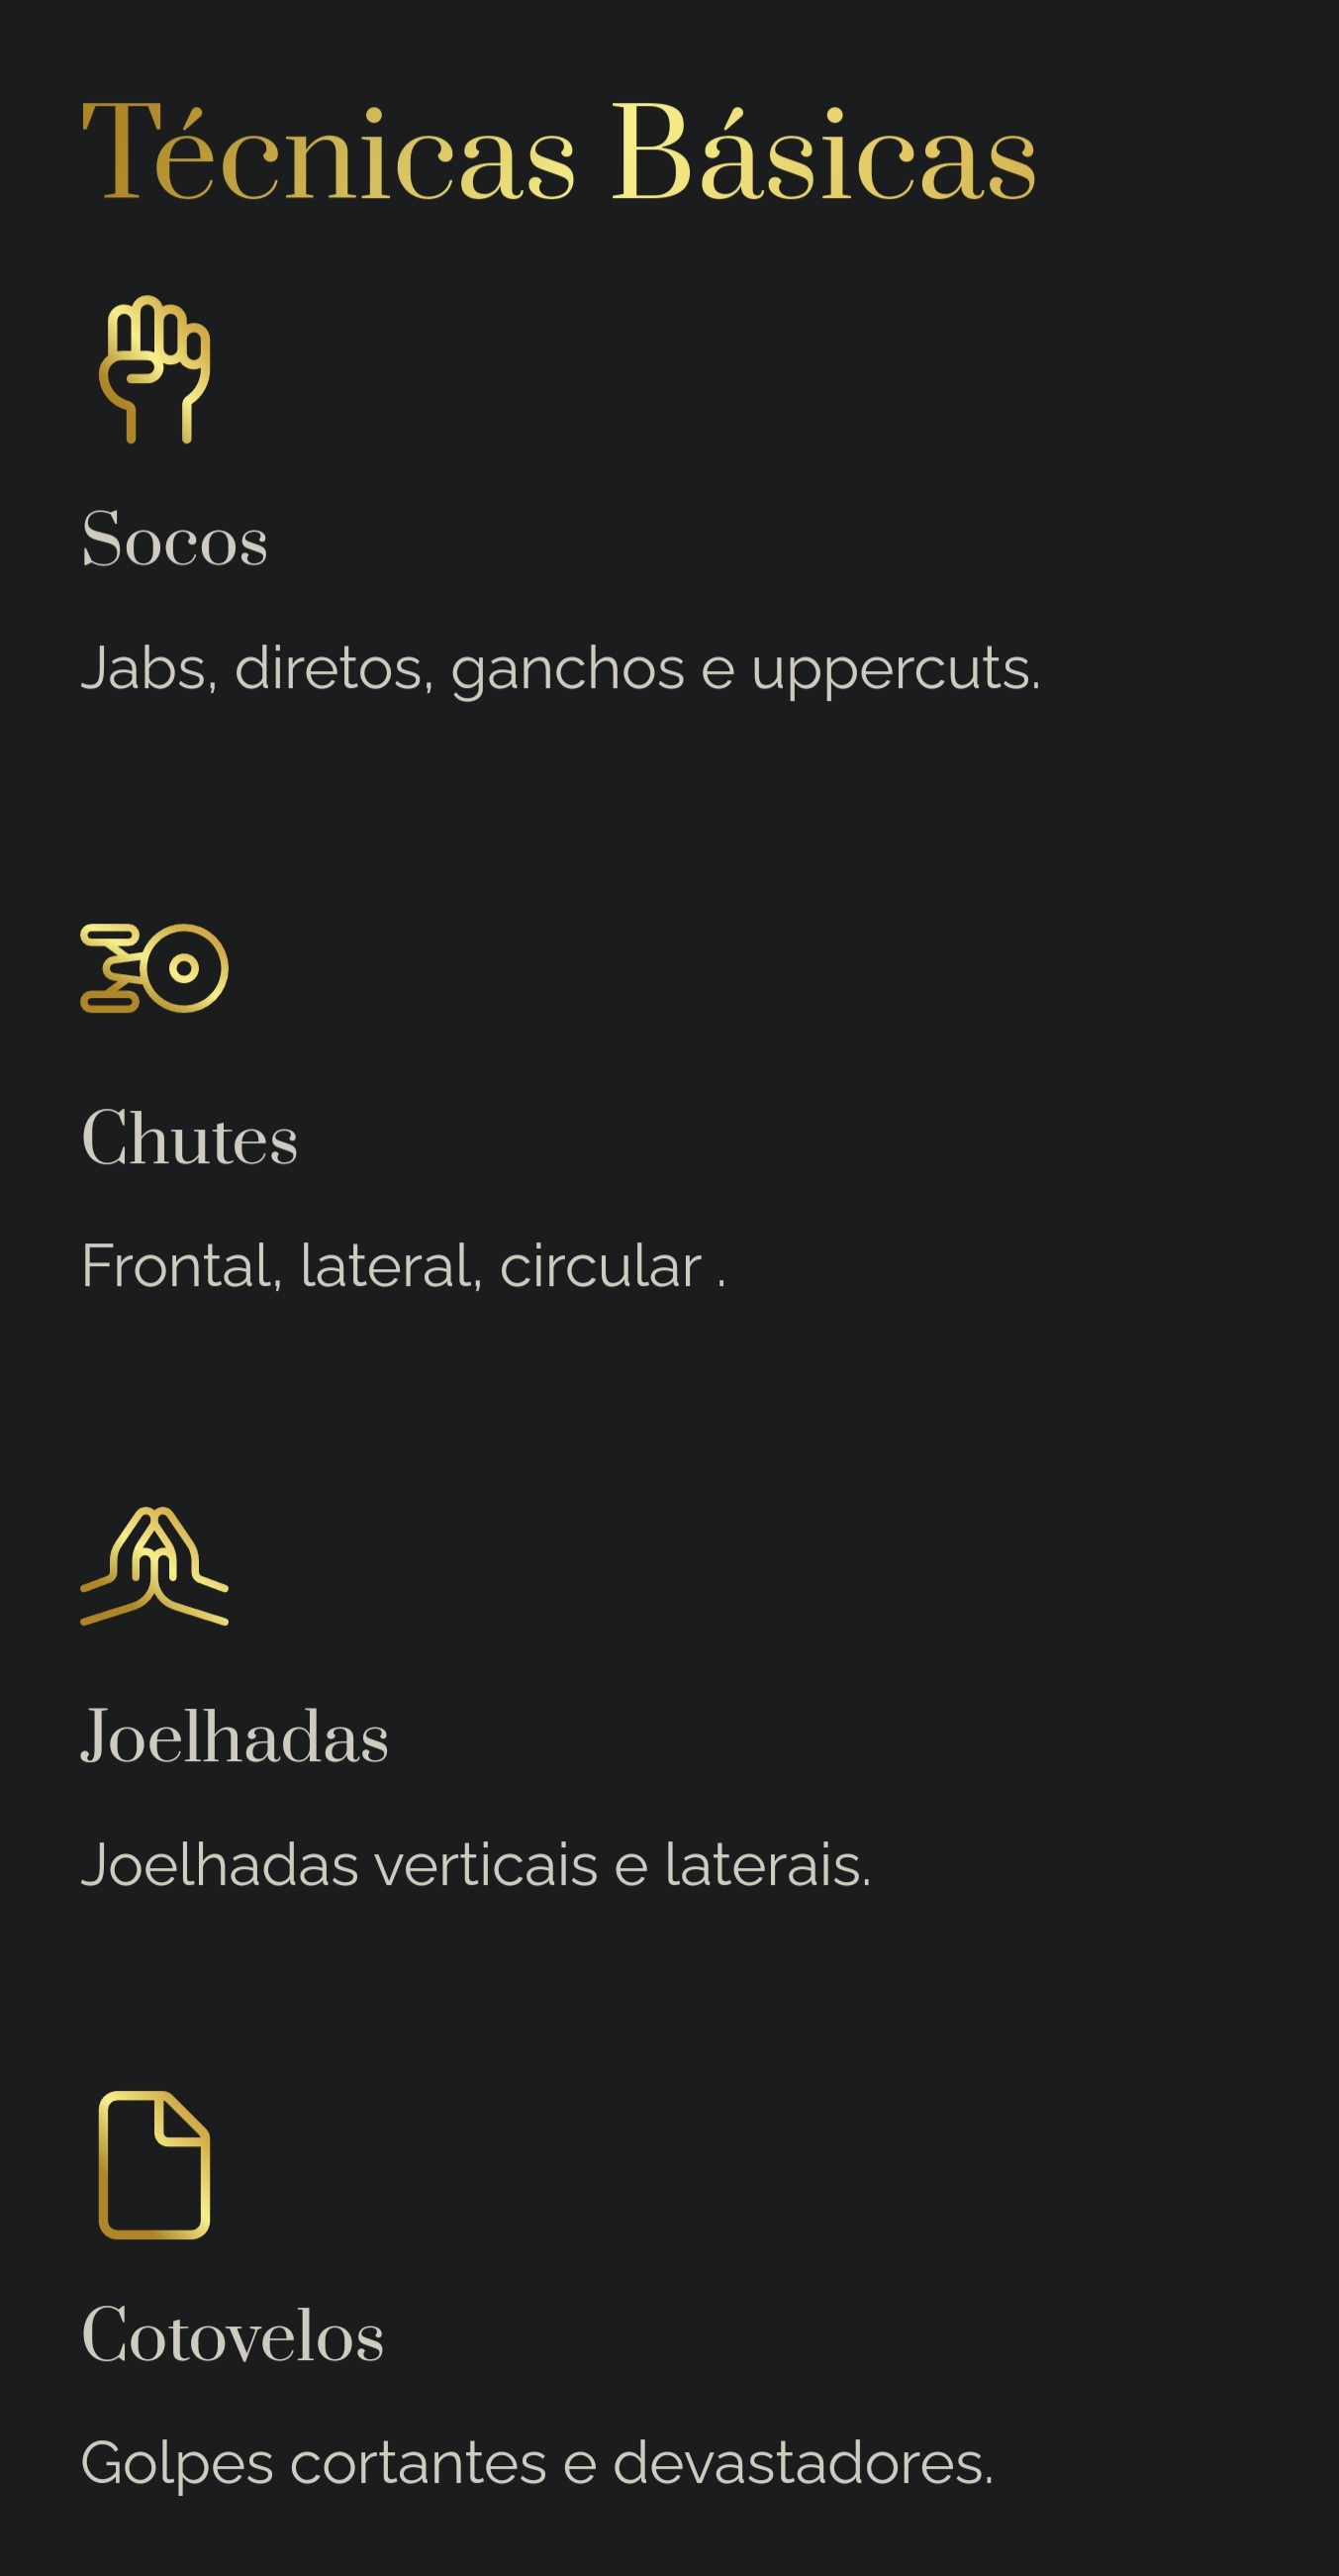 Técnicas Básicas
Socos
Jabs, diretos, ganchos e uppercuts.
Chutes
Frontal, lateral, circular .
Joelhadas
Joelhadas verticais e laterais.
Cotovelos
Golpes cortantes e devastadores.